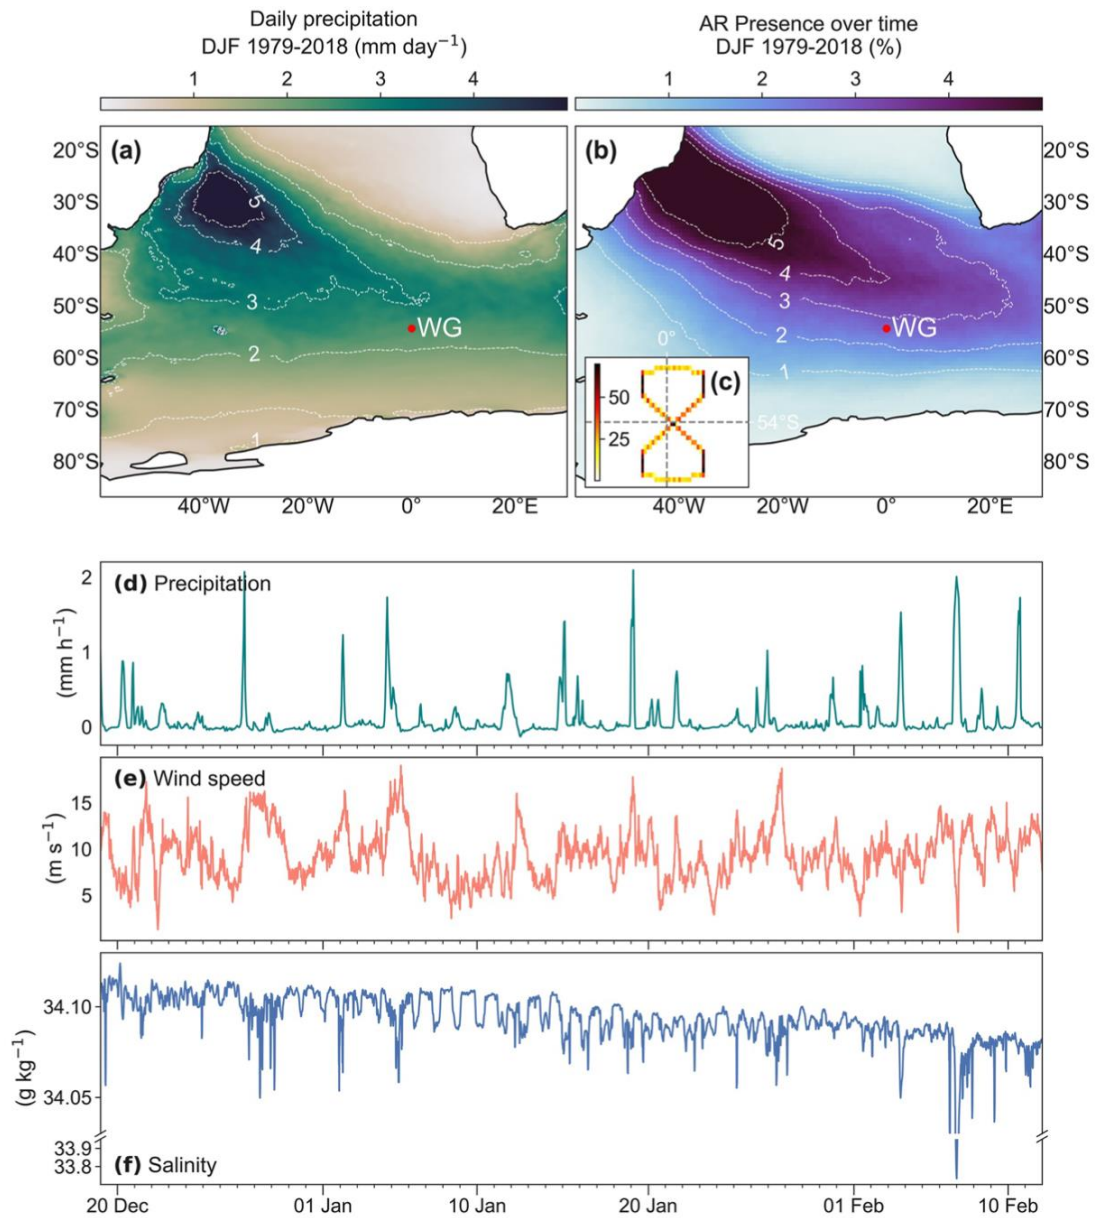 Daily precipitation
DJF 1979-2018 (mm day⁻¹)
1 2 3 4
AR Presence over time
DJF 1979-2018 (%)
1 2 3 4
(a)
20°S
30°S
40°S
50°S
60°S
70°S
80°S
5
4
3
WG
2
1
40°W 20°W 0° 20°E
(b)
20°S
30°S
40°S
50°S
60°S
70°S
80°S
5
4
3
WG
2
1
0°
(c)
50
25
54°S
40°W 20°W 0° 20°E
(d) Precipitation
(mm h⁻¹)
2
1
0
(e) Wind speed
(m s⁻¹)
15
10
5
(g kg⁻¹)
34.10
34.05
33.9
33.8
(f) Salinity
20 Dec 01 Jan 10 Jan 20 Jan 01 Feb 10 Feb